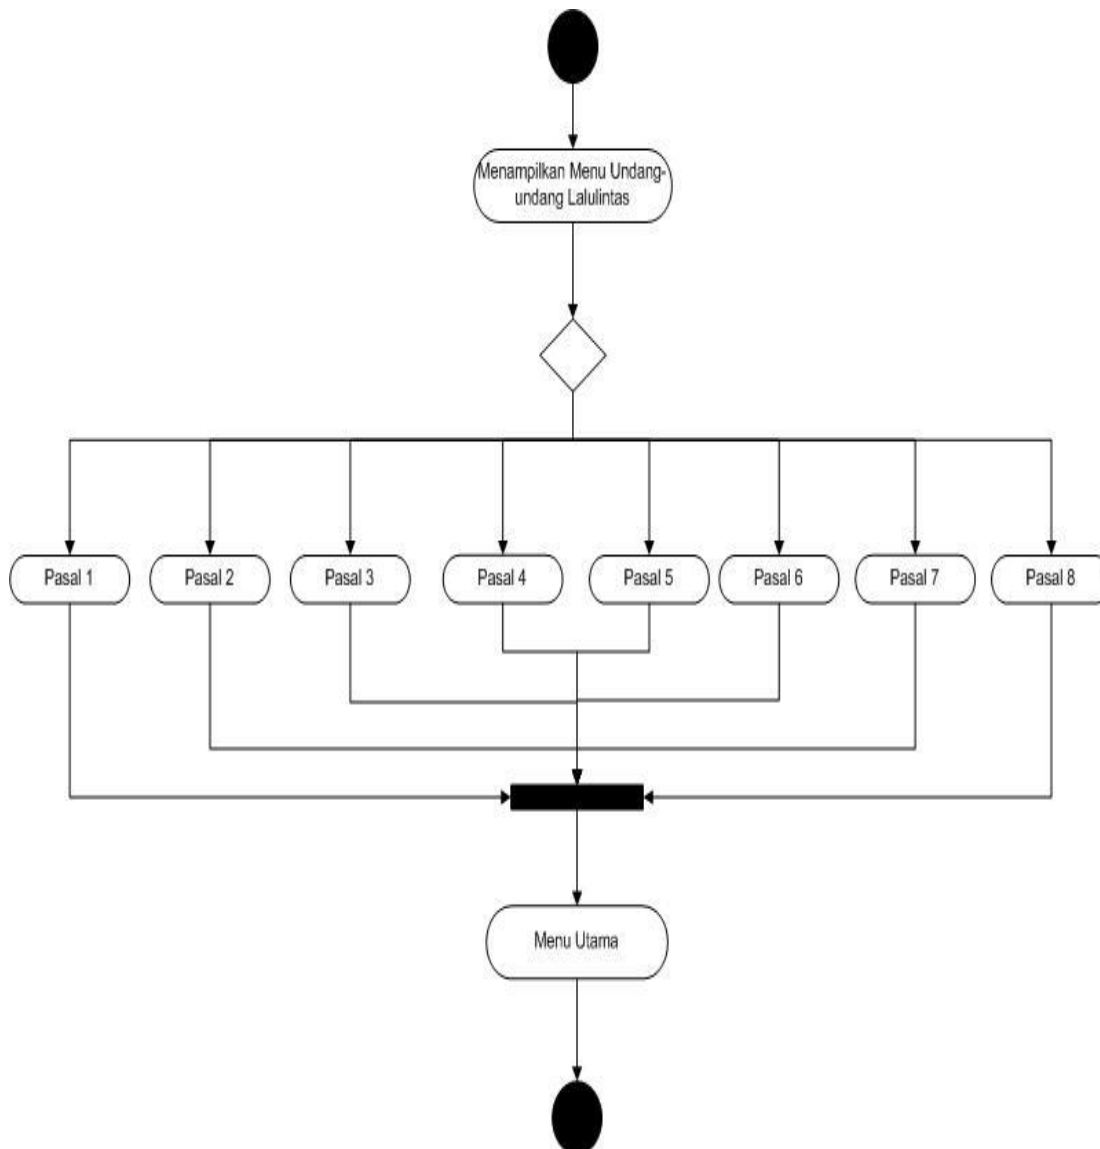 Menampilkan Menu Undang-
undang Lalulintas
Pasal 1
Pasal 2
Pasal 3
Pasal 4
Pasal 5
Pasal 6
Pasal 7
Pasal 8
Menu Utama